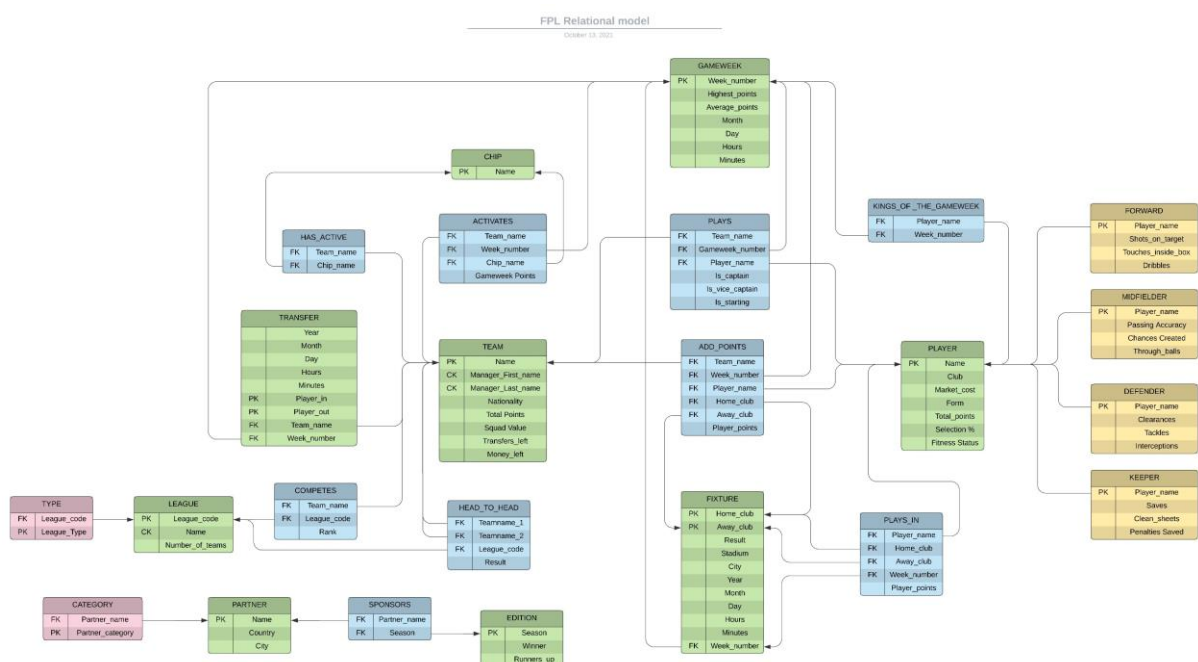 FPL Relational model
October 13, 2021
GAMEWEEK
PK Week_number
Highest_points
Average_points
Month
Day
Hours
Minutes
CHIP
PK Name
HAS_ACTIVE
FK Team_name
FK Chip_name
ACTIVATES
FK Team_name
FK Week_number
FK Chip_name
Gameweek Points
PLAYS
FK Team_name
FK Gameweek_number
FK Player_name
Is_captain
Is_vice_captain
Is_starting
KINGS_OF_THE_GAMEWEEK
FK Player_name
FK Week_number
FORWARD
PK Player_name
Shots_on_target
Touches_inside_box
Dribbles
MIDFIELDER
PK Player_name
Passing Accuracy
Chances Created
Through_balls
DEFENDER
PK Player_name
Clearances
Tackles
Interceptions
KEEPER
PK Player_name
Saves
Clean_sheets
Penalties Saved
TRANSFER
Year
Month
Day
Hours
Minutes
PK Player_in
PK Player_out
FK Team_name
FK Week_number
TEAM
PK Name
CK Manager_First_name
CK Manager_Last_name
Nationality
Total Points
Squad Value
Transfers_left
Money_left
ADD_POINTS
FK Team_name
FK Week_number
FK Player_name
FK Home_club
FK Away_club
Player_points
PLAYER
PK Name
Club
Market_cost
Form
Total_points
Selection %
Fitness Status
TYPE
FK League_code
PK League_Type
LEAGUE
PK League_code
CK Name
Number_of_teams
COMPETES
FK Team_name
FK League_code
Rank
HEAD_TO_HEAD
FK Teamname_1
FK Teamname_2
FK League_code
Result
FIXTURE
PK Home_club
PK Away_club
Result
Stadium
City
Year
Month
Day
Hours
Minutes
FK Week_number
PLAYS_IN
FK Player_name
FK Home_club
FK Away_club
FK Week_number
Player_points
CATEGORY
FK Partner_name
PK Partner_category
PARTNER
PK Name
Country
City
SPONSORS
FK Partner_name
FK Season
EDITION
PK Season
Winner
Runners_up